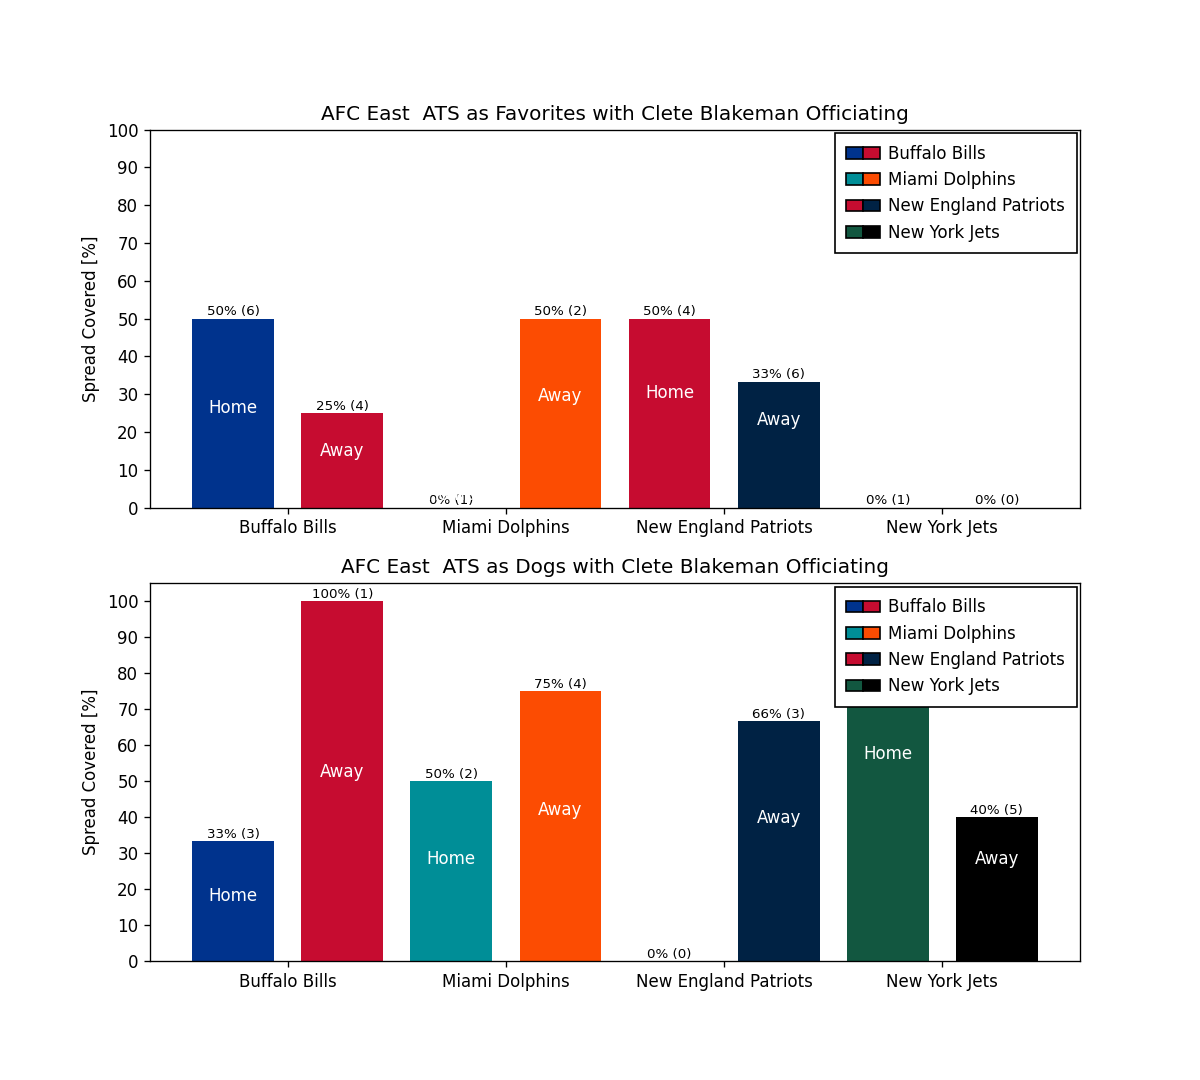 AFC East  ATS as Favorites with Clete Blakeman Officiating
Spread Covered [%]
100
90
80
70
60
50
40
30
20
10
0
Buffalo Bills
Miami Dolphins
New England Patriots
New York Jets
50% (6)
25% (4)
0% (1)
50% (2)
50% (4)
33% (6)
0% (1)
0% (0)
Home
Away
Away
Home
Away
Buffalo Bills
Miami Dolphins
New England Patriots
New York Jets
AFC East  ATS as Dogs with Clete Blakeman Officiating
Spread Covered [%]
100
90
80
70
60
50
40
30
20
10
0
Buffalo Bills
Miami Dolphins
New England Patriots
New York Jets
33% (3)
100% (1)
50% (2)
75% (4)
0% (0)
66% (3)
40% (5)
Home
Away
Home
Away
Away
Home
Away
Buffalo Bills
Miami Dolphins
New England Patriots
New York Jets